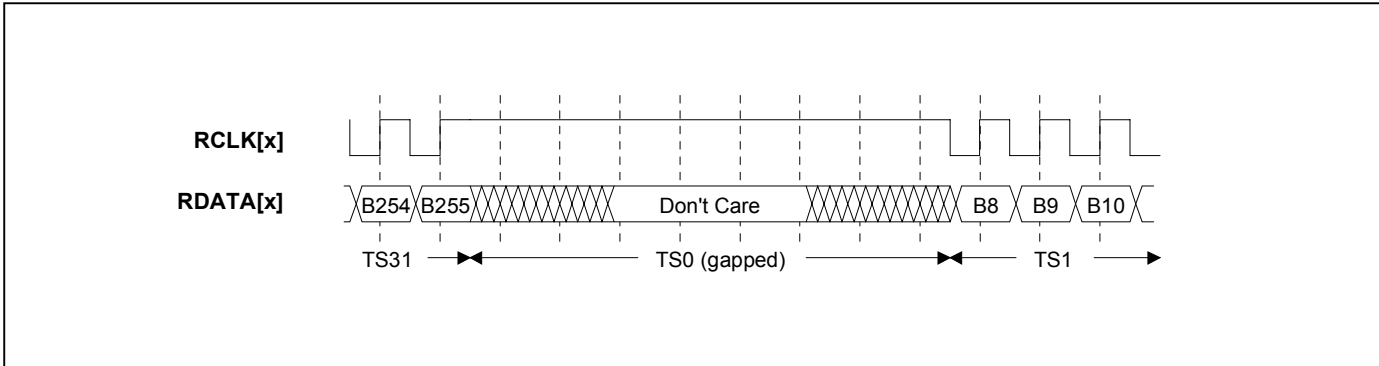 RCLK[x]
RDATA[x] B254 B255 Don't Care B8 B9 B10
TS31 TS0 (gapped) TS1